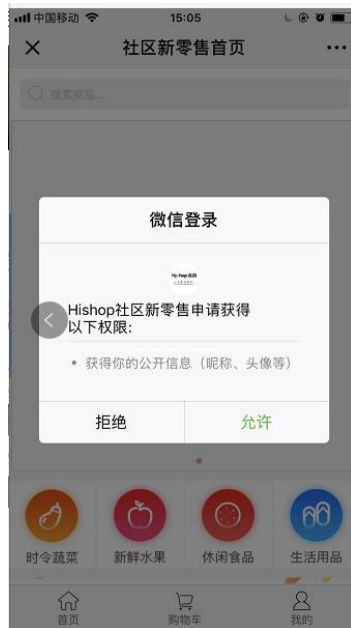 中国移动
15:05
社区新零售首页
搜索商品...
微信登录
Hishop社区新零售申请获得
以下权限:
• 获得你的公开信息（昵称、头像等）
拒绝
允许
时令蔬菜
新鲜水果
休闲食品
生活用品
首页
购物车
我的